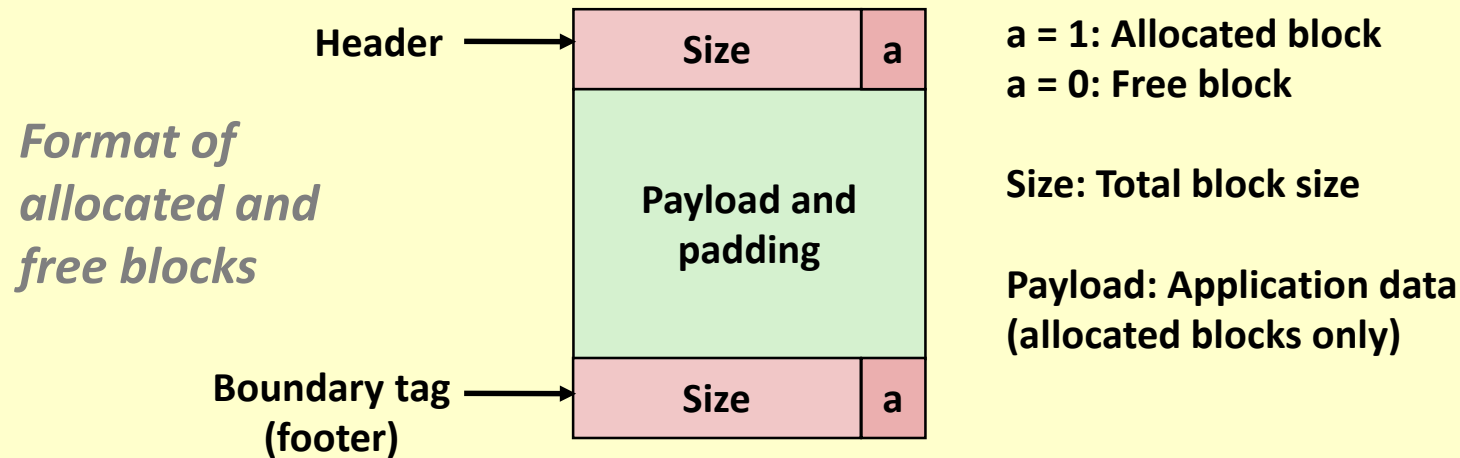 Header
Size a
a = 1: Allocated block
a = 0: Free block
Format of
allocated and
free blocks
Payload and
padding
Size: Total block size
Payload: Application data
(allocated blocks only)
Boundary tag
(footer)
Size a